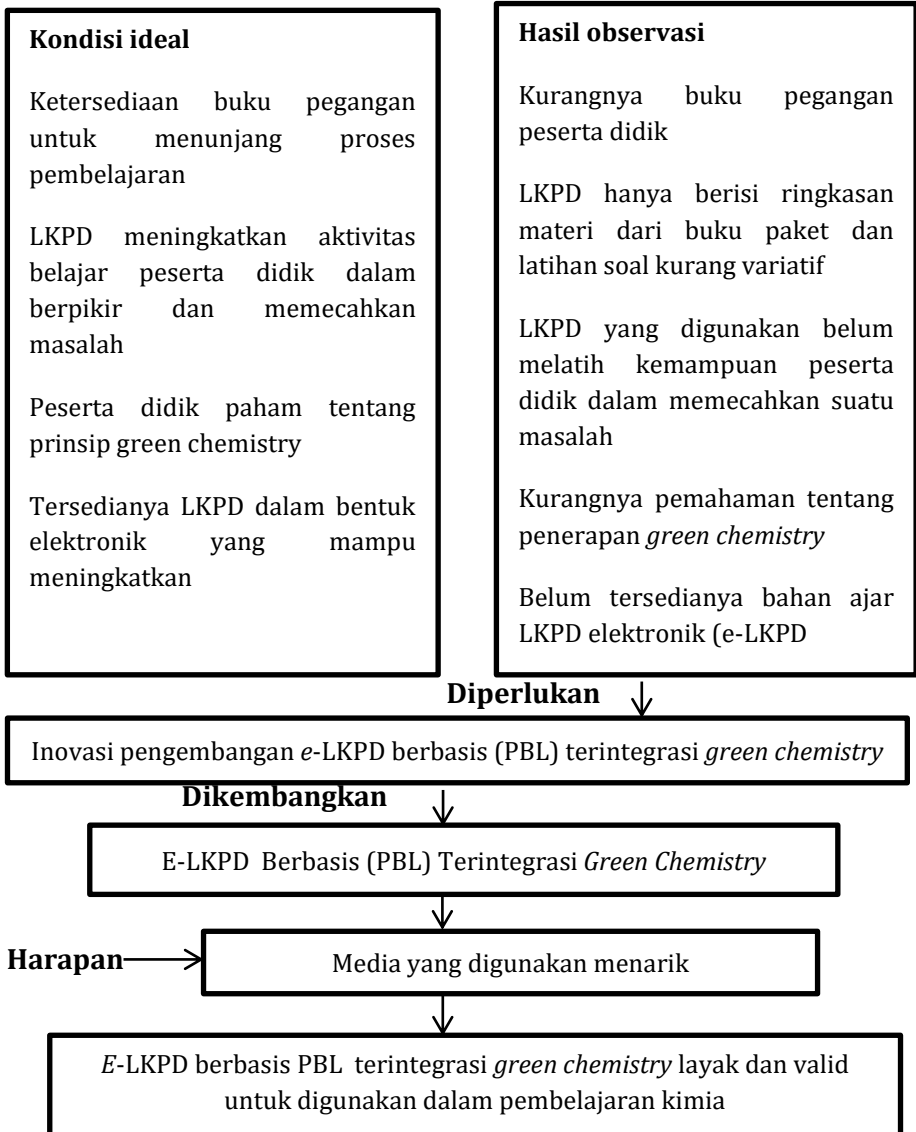 Kondisi ideal
Ketersediaan buku pegangan
untuk menunjang proses
pembelajaran
LKPD meningkatkan aktivitas
belajar peserta didik dalam
berpikir dan memecahkan
masalah
Peserta didik paham tentang
prinsip green chemistry
Tersedianya LKPD dalam bentuk
elektronik yang mampu
meningkatkan
Hasil observasi
Kurangnya buku pegangan
peserta didik
LKPD hanya berisi ringkasan
materi dari buku paket dan
latihan soal kurang variatif
LKPD yang digunakan belum
melatih kemampuan peserta
didik dalam memecahkan suatu
masalah
Kurangnya pemahaman tentang
penerapan green chemistry
Belum tersedianya bahan ajar
LKPD elektronik (e-LKPD
Diperlukan
Inovasi pengembangan e-LKPD berbasis (PBL) terintegrasi green chemistry
Dikembangkan
E-LKPD Berbasis (PBL) Terintegrasi Green Chemistry
Harapan
Media yang digunakan menarik
E-LKPD berbasis PBL terintegrasi green chemistry layak dan valid
untuk digunakan dalam pembelajaran kimia